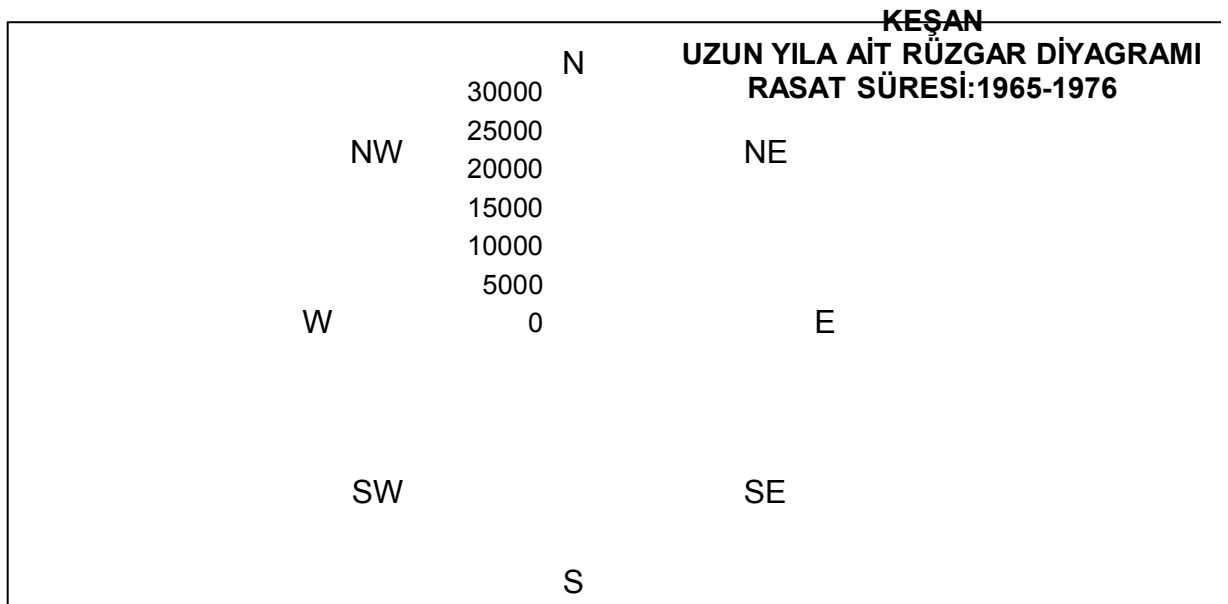 KEŞAN
UZUN YILA AİT RÜZGAR DİYAGRAMI
RASAT SÜRESİ:1965-1976
N
30000
25000
NW
NE
20000
15000
10000
5000
W
0
E
SW
SE
S